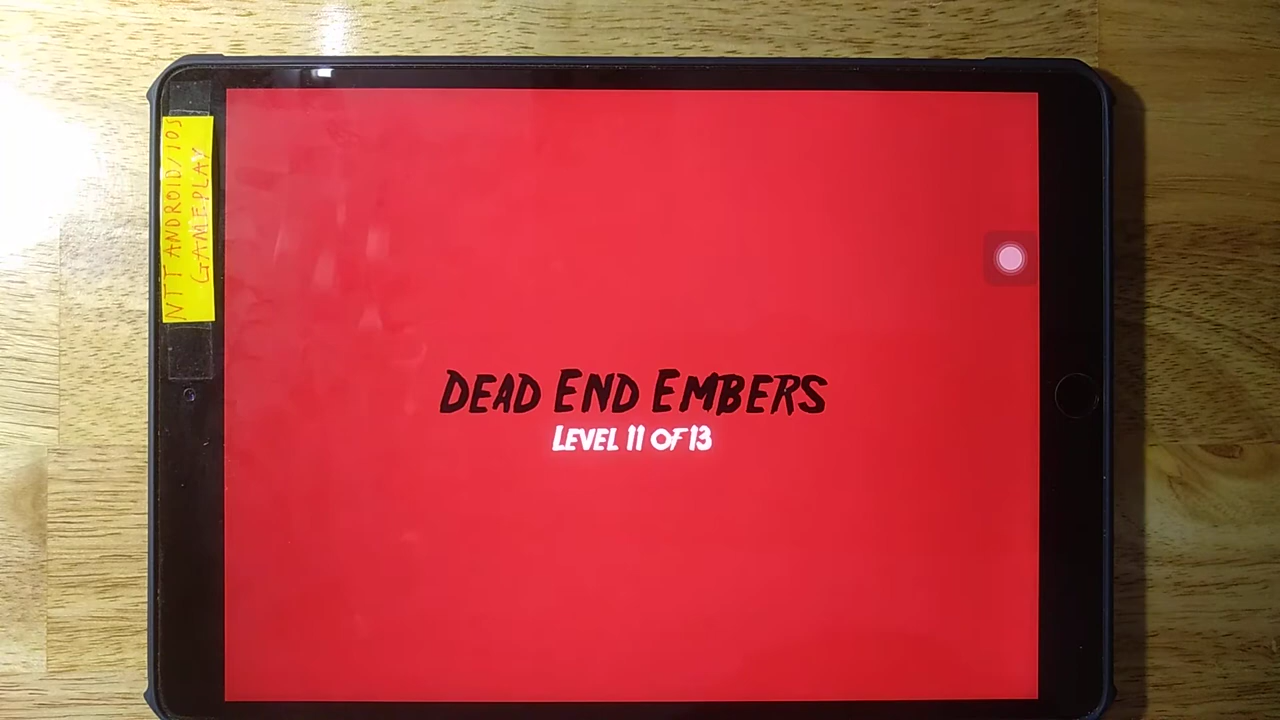 NTT ANDROID/IOS
GAMEPLAY
DEAD END EMBERS
LEVEL 11 OF 13